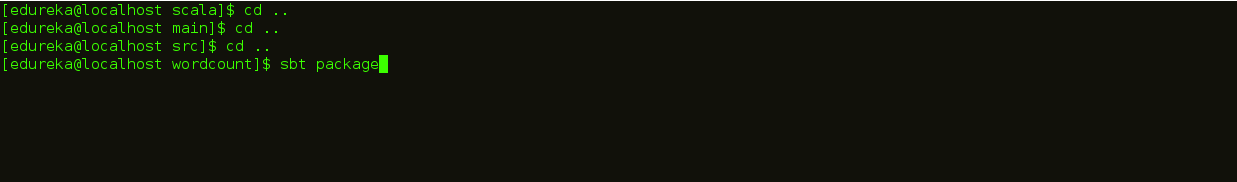 [edureka@localhost scala]$ cd ..
[edureka@localhost main]$ cd ..
[edureka@localhost src]$ cd ..
[edureka@localhost wordcount]$ sbt package